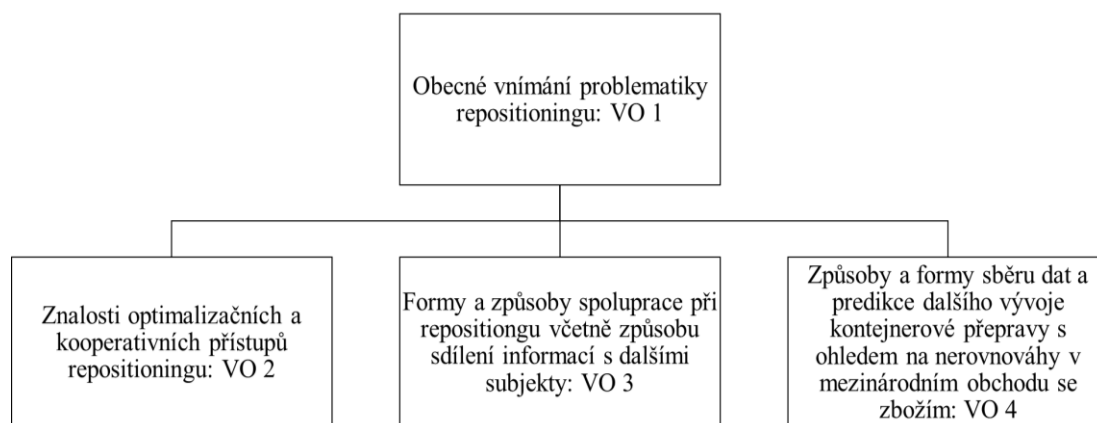 Obecné vnímání problematiky
repositioningu: VO 1
Znalosti optimalizačních a
kooperativních přístupů
repositioningu: VO 2
Formy a způsoby spoluprace při
repositiongu včetně způsobu
sdílení informací s dalšími
subjekty: VO 3
Způsoby a formy sběru dat a
predikce dalšího vývoje
kontejnerové přepravy s
ohledem na nerovnováhy v
mezinárodním obchodu se
zbožím: VO 4